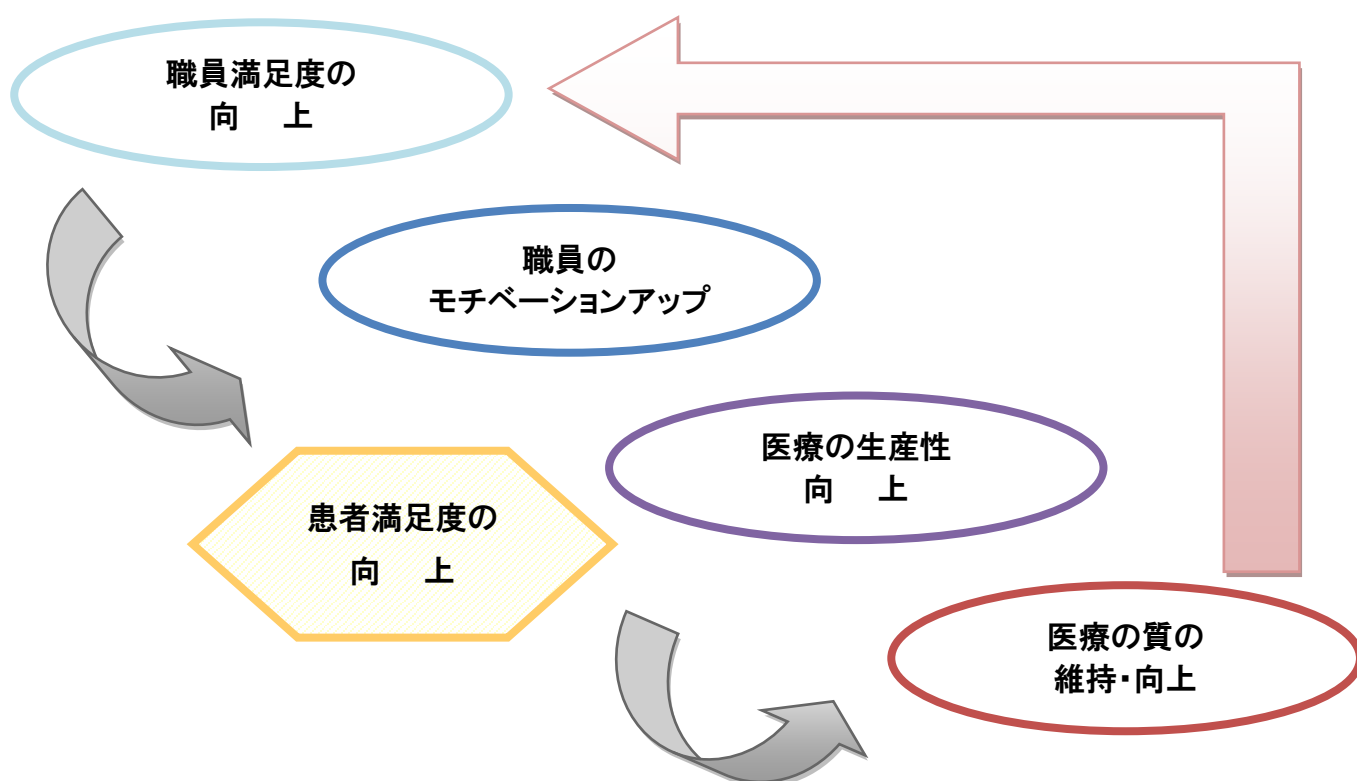 職員満足度の
向 上
職員の
モチベーションアップ
医療の生産性
向 上
患者満足度の
向 上
医療の質の
維持・向上